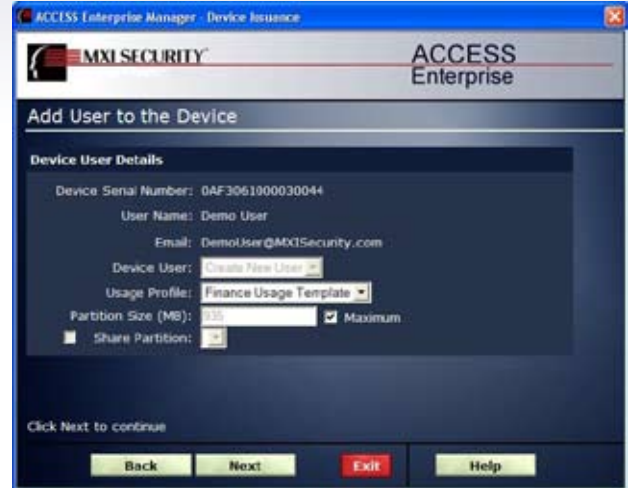 ACCESS Enterprise Manager - Device Issuance
MXI SECURITY
ACCESS
Enterprise
Add User to the Device
Device User Details
Device Serial Number: 0AF3061000030044
User Name: Demo User
Email: DemoUser@MXISecurity.com
Device User: Create New User
Usage Profile: Finance Usage Template
Partition Size (MB): 935 Maximum
Share Partition:
Click Next to continue
Back Next Exit Help